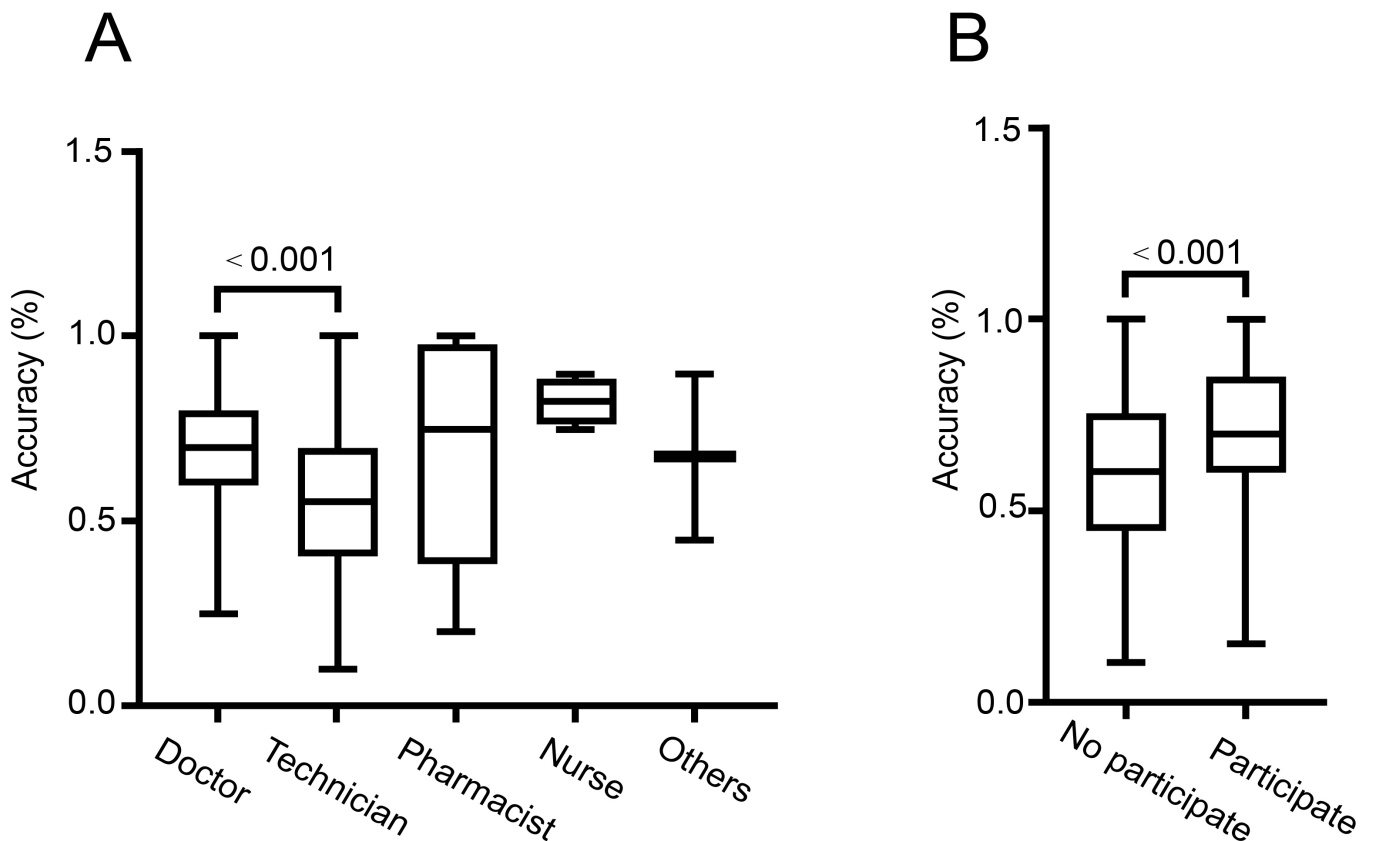 A
Accuracy (%)
1.5
1.0
0.5
0.0
< 0.001
Doctor
Technician
Pharmacist
Nurse
Others
B
Accuracy (%)
1.5
1.0
0.5
0.0
< 0.001
No participate
Participate